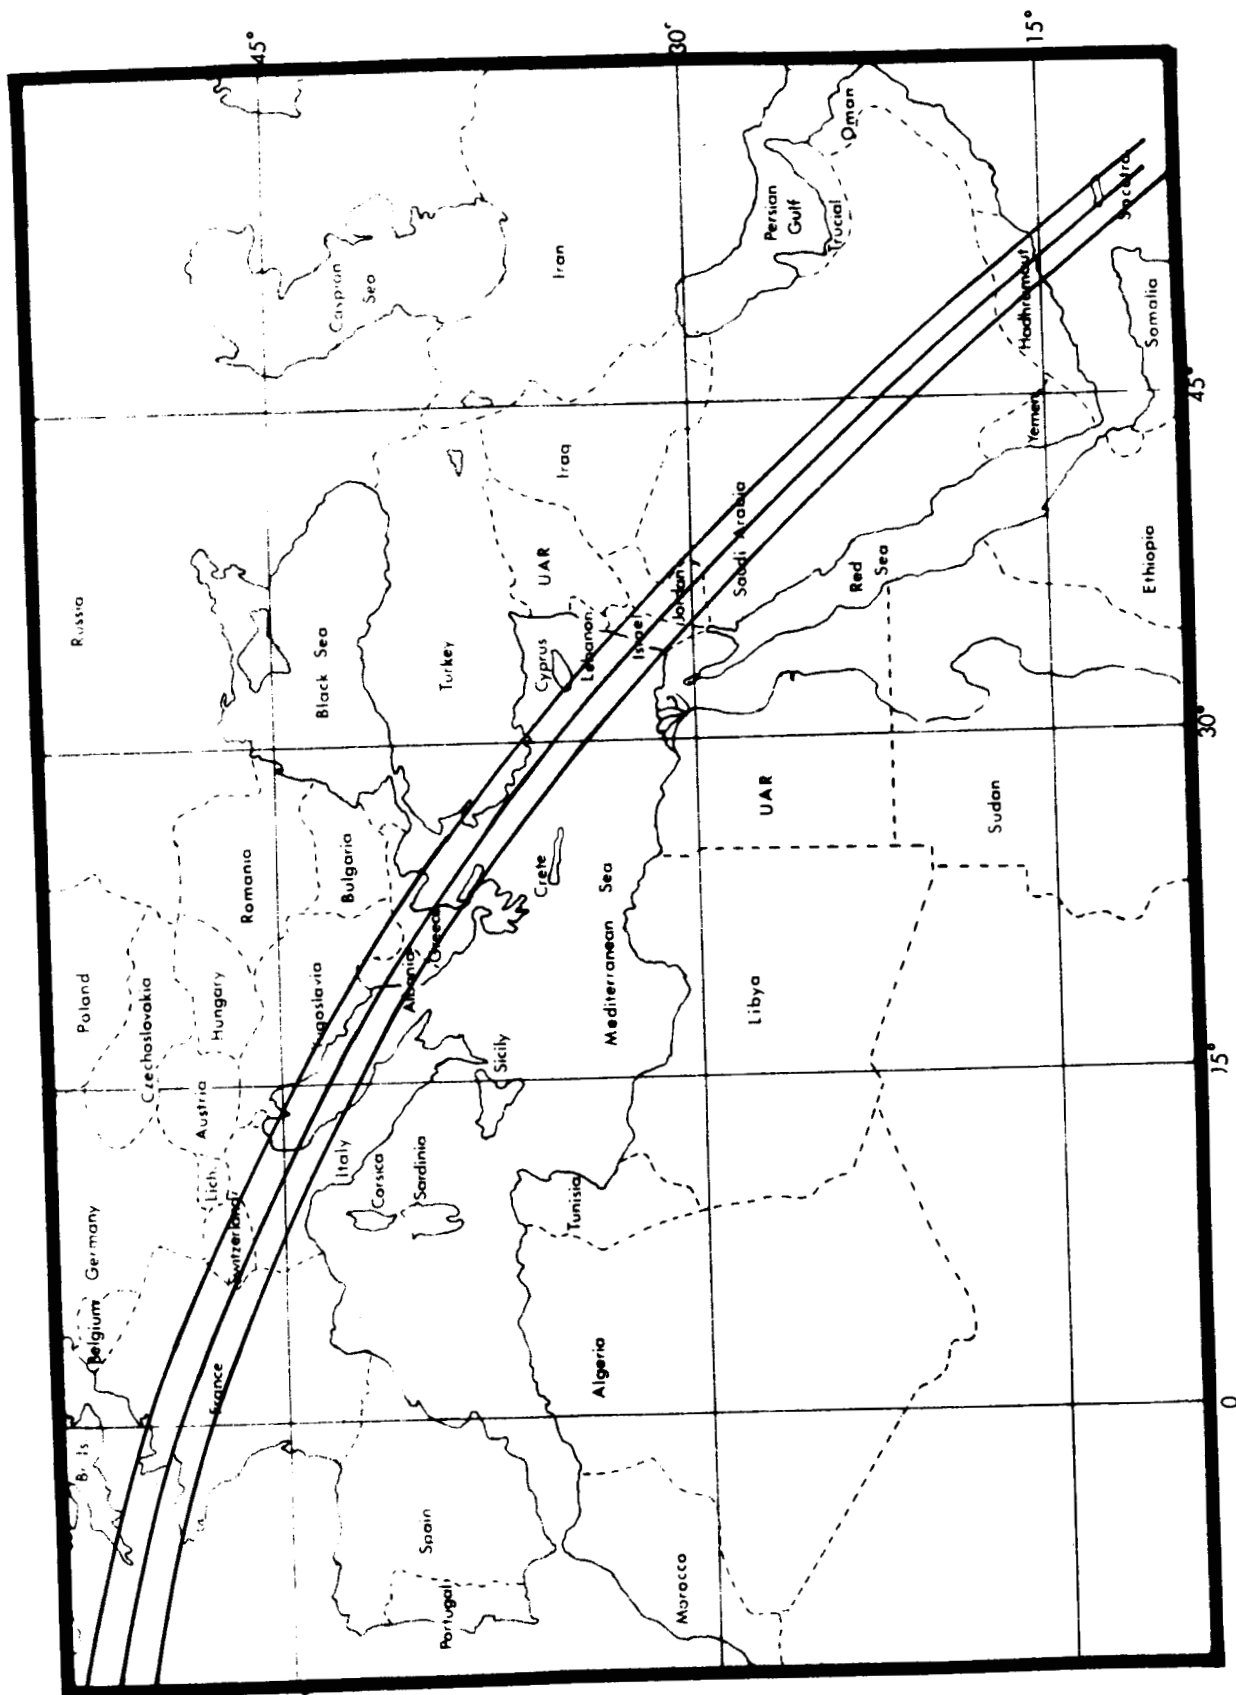 45°
30°
15°
Russia
Caspian
Sea
Iran
Persian
Gulf
Trucial
Oman
Socotra
Hadhramaut
Somalia
45°
Yemen
Iraq
Saudi Arabia
Red
Sea
Ethiopia
Black Sea
Turkey
UAR
Cyprus
Lebanon
Israel
Jordan
30°
UAR
Sudan
Romania
Bulgaria
Crete
Greece
Albania
Yugoslavia
Poland
Czechoslovakia
Hungary
Austria
Mediterranean Sea
Libya
Sicily
15°
Italy
Corsica
Sardinia
Tunisia
Lich.
Switzerland
Germany
Belgium
France
Algeria
0
Spain
Portugal
Morocco